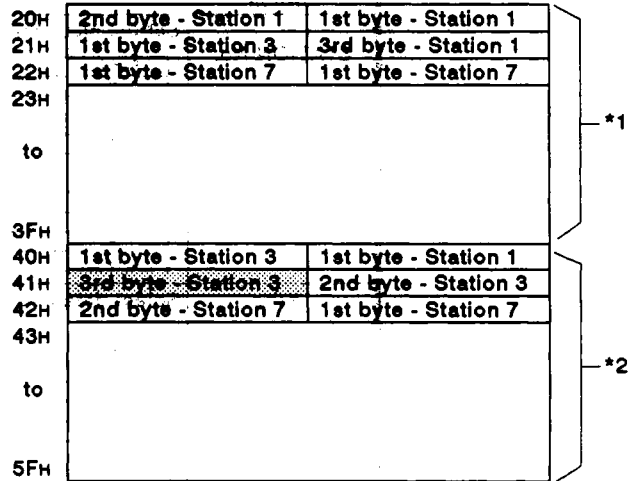 20H 2nd byte - Station 1 1st byte - Station 1
21H 1st byte - Station 3 3rd byte - Station 1
22H 1st byte - Station 7 1st byte - Station 7
23H
*1
to
3FH
40H 1st byte - Station 3 1st byte - Station 1
41H 3rd byte - Station 3 2nd byte - Station 3
42H 2nd byte - Station 7 1st byte - Station 7
43H
*2
to
5FH